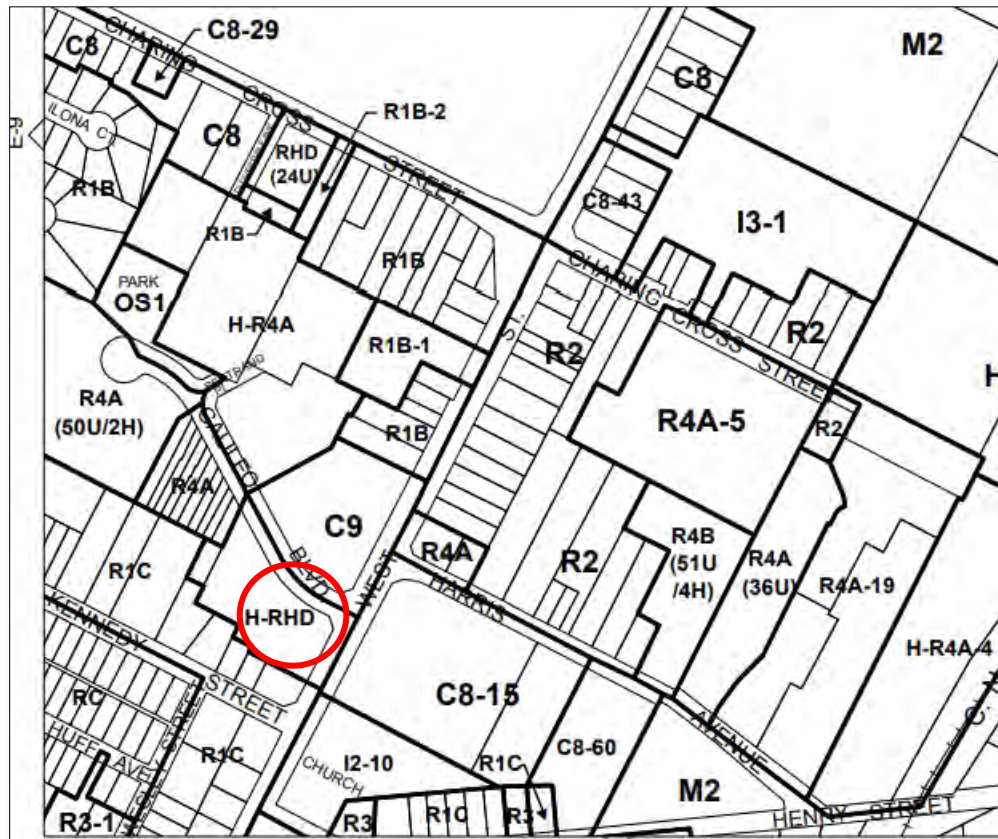 C8
C8-29
M2
CHARING CROSS STREET
R1B-2
C8
ILONA CT
C8
RHD
(24U)
R1B
C8-43
R1B
I3-1
R1B
PARK
OS1
H-R4A
CHARING CROSS STREET
ST.
R2
R2
R1B-1
H
R4A
(50U/2H)
R4A-5
R1B
R2
GALILEO BLVD
R4A
C9
R4A
WEST
R2
R4B
(51U
/4H)
R4A
(36U)
R4A-19
R1C
HARRIS AVENUE
H-RHD
KENNEDY STREET
H-R4A-4
RC
C8-15
R1C
C8-60
HUFF AVE
WESLEY STREET
I2-10
R1C
CHURCH
M2
R3-1
R3
R1C
R3
HENRY STREET